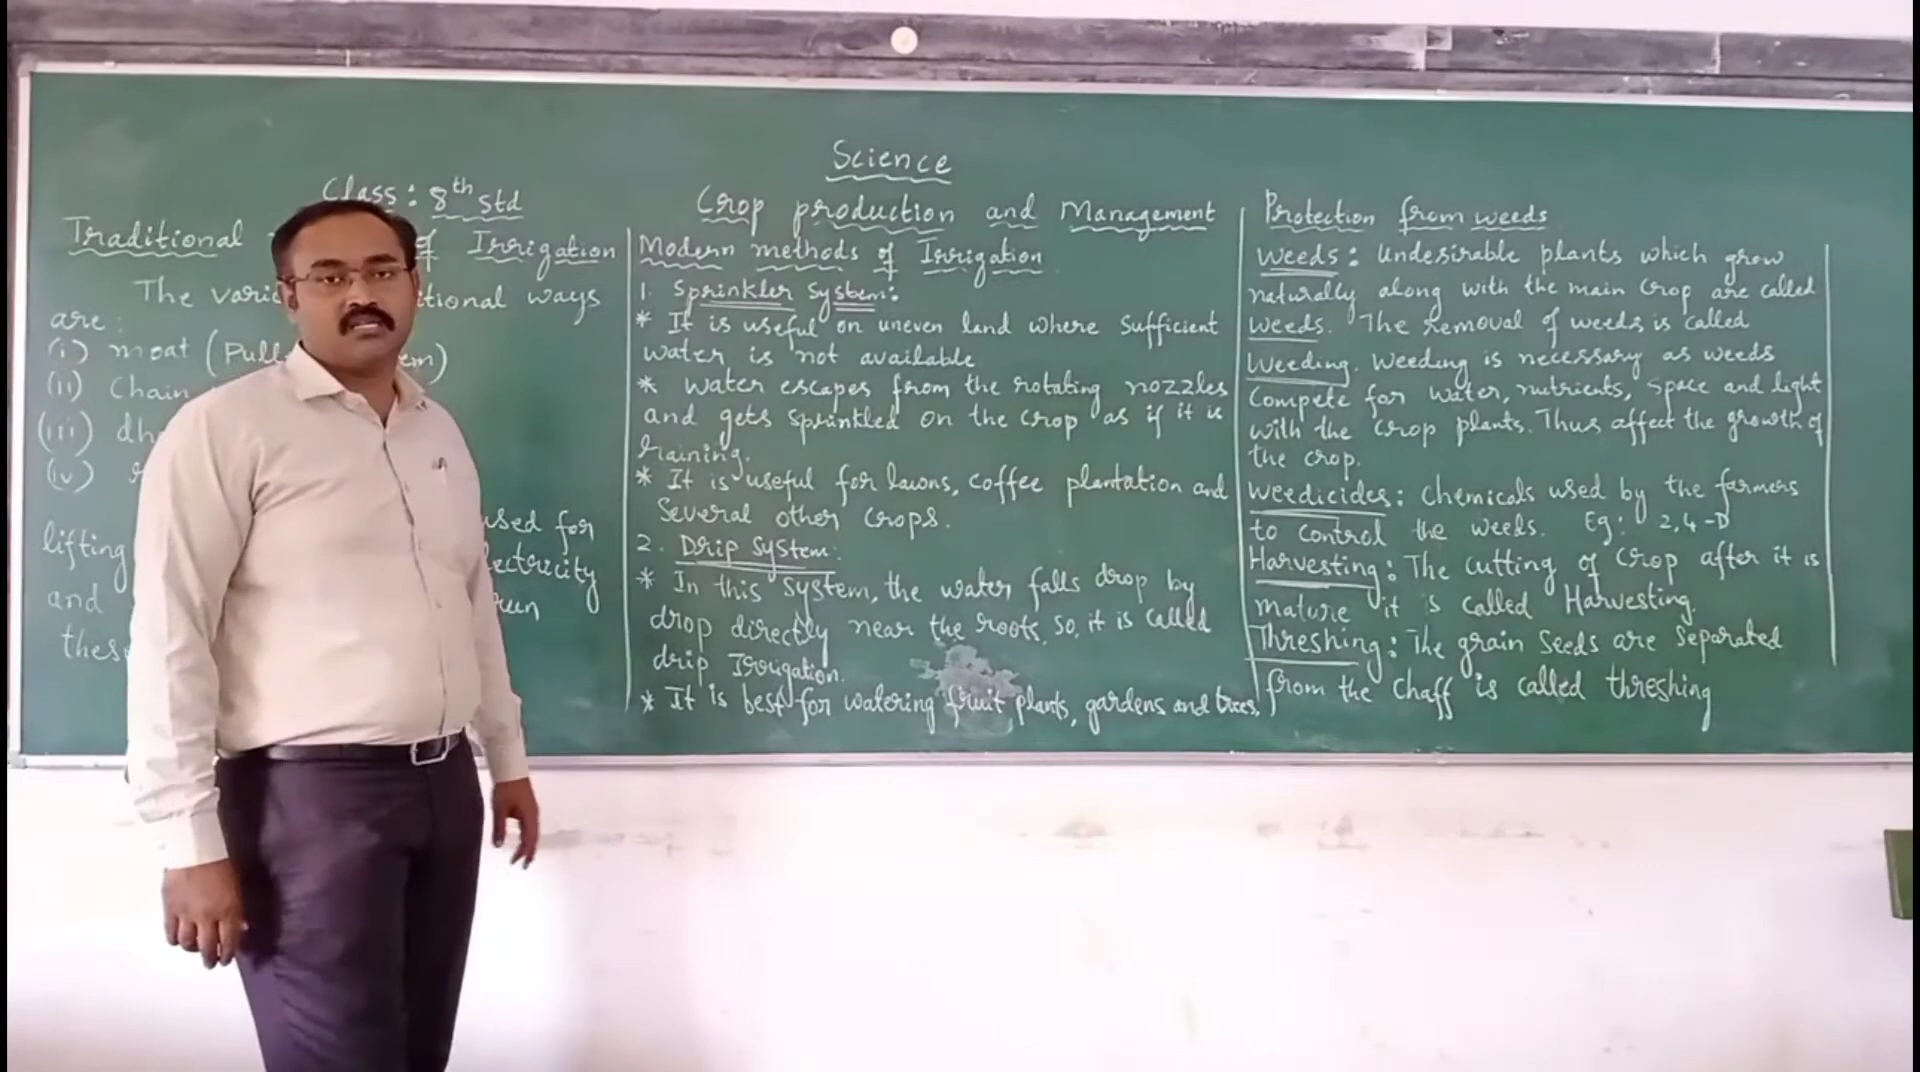 Science
Class: 8th std
Crop production and Management
Traditional
of Irrigation
The
ways
are:
(i) moat
(ii) Chain
(iii)
(iv)
used for
lifting
and
Modern methods of Irrigation
1. Sprinkler System:
* It is useful on uneven land where sufficient
water is not available
* water escapes from the rotating nozzles
and gets sprinkled on the crop as if it is
raining.
* It is useful for lawns, coffee plantation and
Several other crops.
2. Drip System:
* In this system, the water falls drop by
drop directly near the roots. So, it is called
drip Irrigation.
* It is best for watering fruit plants, gardens and trees.
Protection from weeds
Weeds: Undesirable plants which grow
naturally along with the main crop are called
weeds. The removal of weeds is called
Weeding. Weeding is necessary as weeds
Compete for water, nutrients, space and light
with the crop plants. Thus affect the growth of
the crop.
Weedicides: Chemicals used by the farmers
to control the weeds. Eg: 2,4-D
Harvesting: The cutting of crop after it is
mature it is called Harvesting.
Threshing: The grain seeds are separated
from the chaff is called threshing